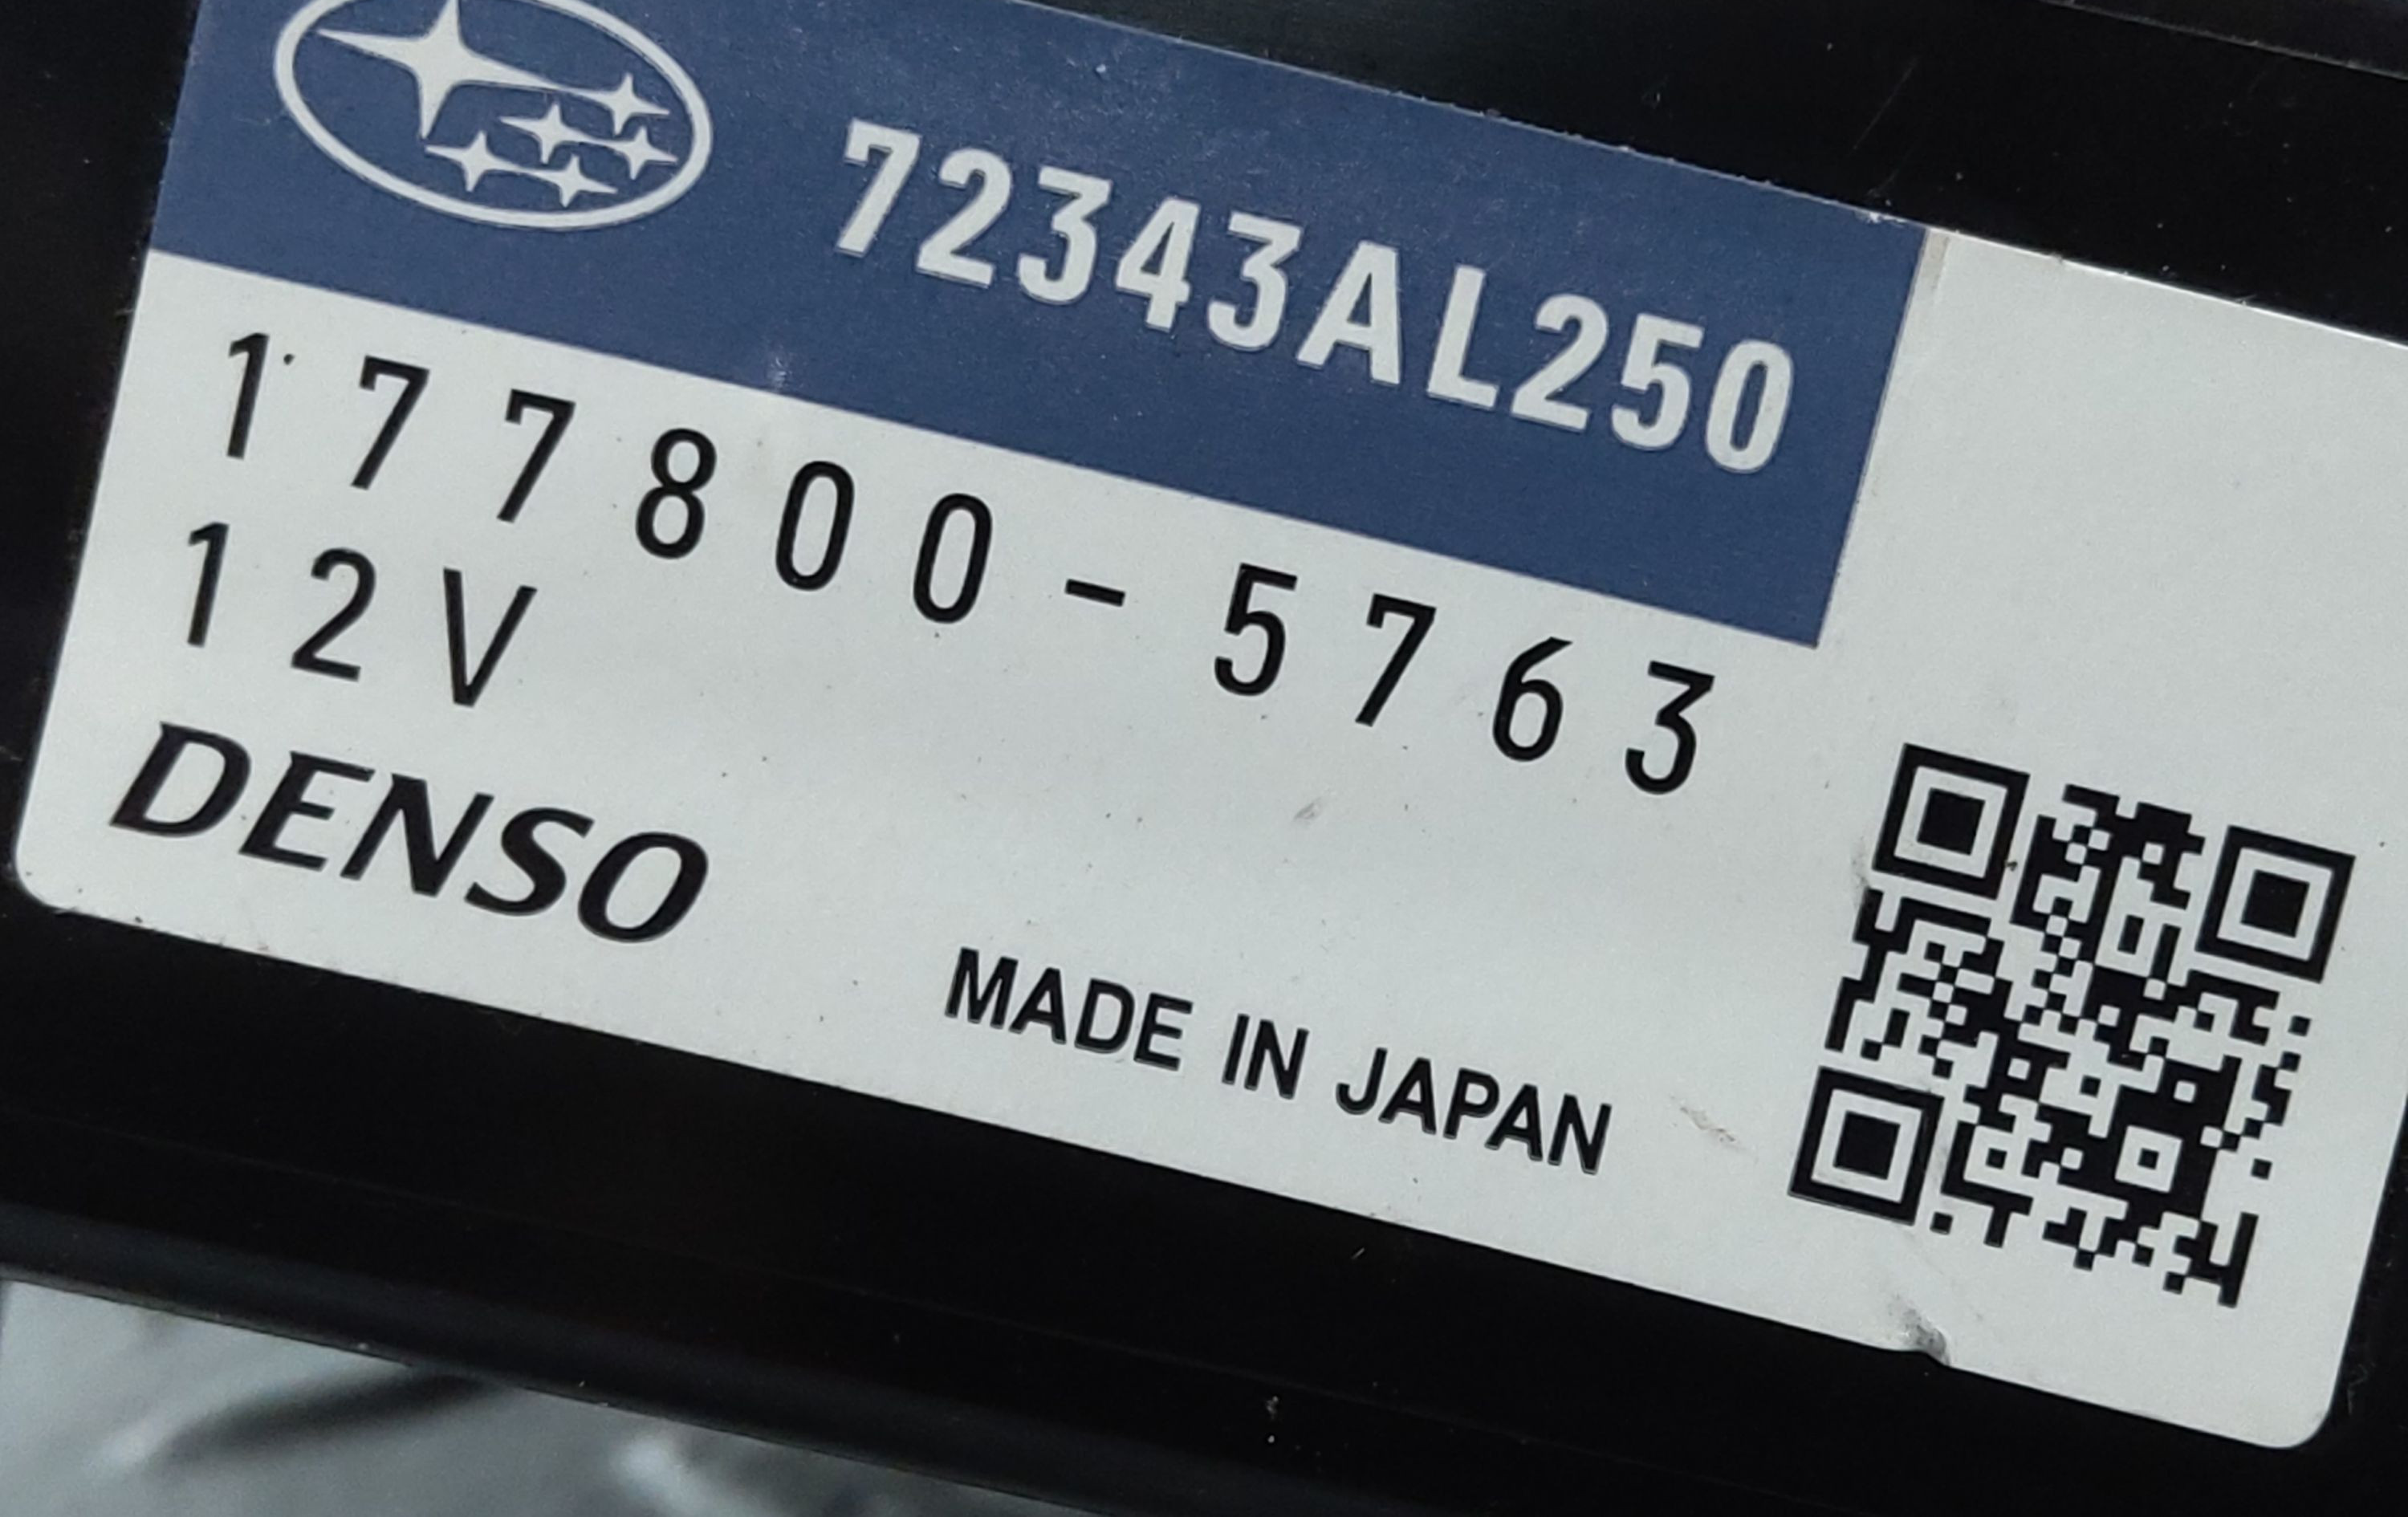 72343AL250
177800-5763
12V
DENSO
MADE IN JAPAN